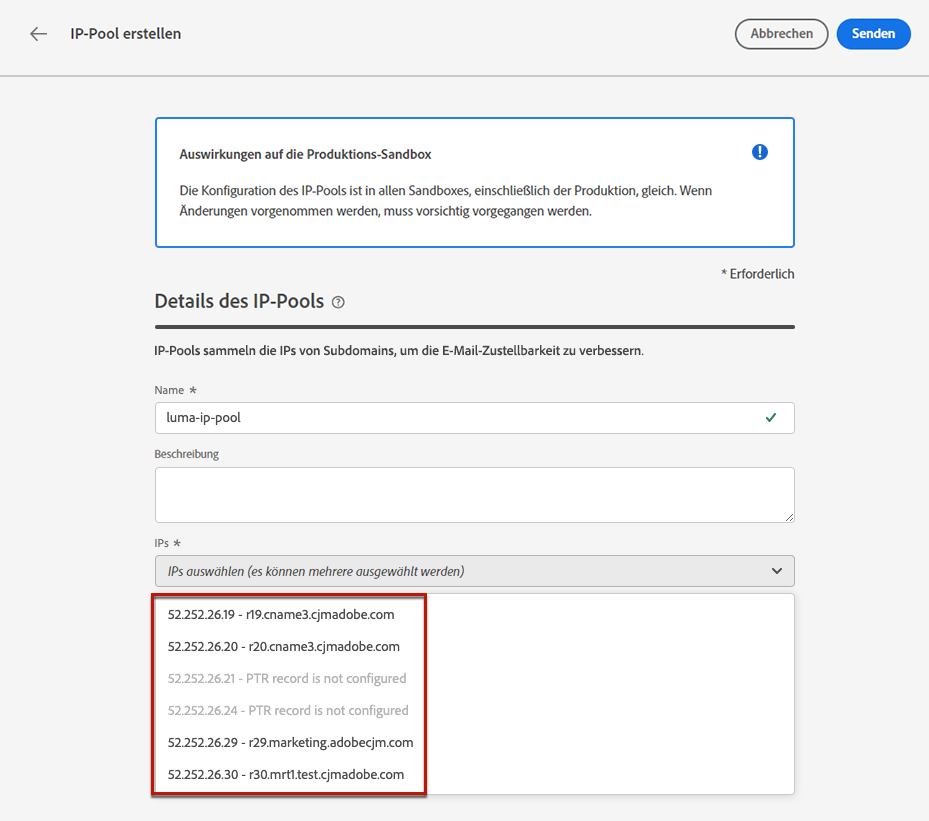 IP-Pool erstellen
Abbrechen
Senden
Auswirkungen auf die Produktions-Sandbox
Die Konfiguration des IP-Pools ist in allen Sandboxes, einschließlich der Produktion, gleich. Wenn
Änderungen vorgenommen werden, muss vorsichtig vorgegangen werden.
* Erforderlich
Details des IP-Pools
IP-Pools sammeln die IPs von Subdomains, um die E-Mail-Zustellbarkeit zu verbessern.
Name *
luma-ip-pool
Beschreibung
IPs *
IPs auswählen (es können mehrere ausgewählt werden)
52.252.26.19 - r19.cname3.cjmadobe.com
52.252.26.20 - r20.cname3.cjmadobe.com
52.252.26.21 - PTR record is not configured
52.252.26.24 - PTR record is not configured
52.252.26.29 - r29.marketing.adobecjm.com
52.252.26.30 - r30.mrt1.test.cjmadobe.com